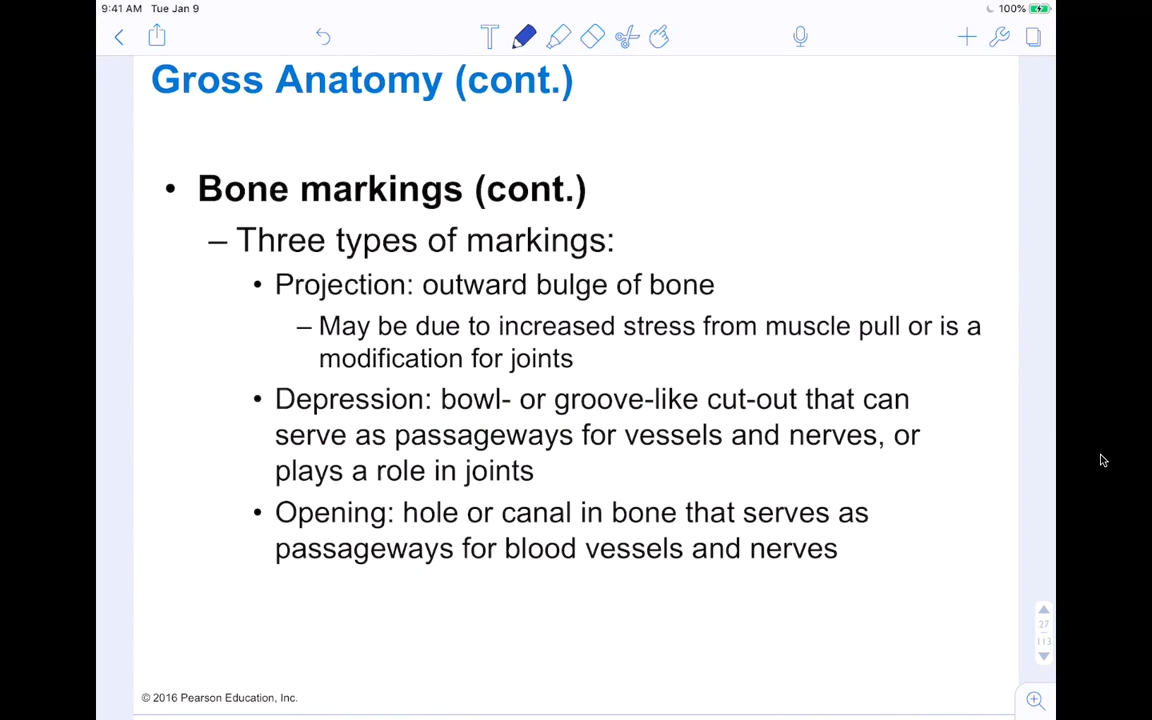 9:41 AM Tue Jan 9
100%
T
Gross Anatomy (cont.)
• Bone markings (cont.)
– Three types of markings:
• Projection: outward bulge of bone
– May be due to increased stress from muscle pull or is a
modification for joints
• Depression: bowl- or groove-like cut-out that can
serve as passageways for vessels and nerves, or
plays a role in joints
• Opening: hole or canal in bone that serves as
passageways for blood vessels and nerves
27
113
© 2016 Pearson Education, Inc.